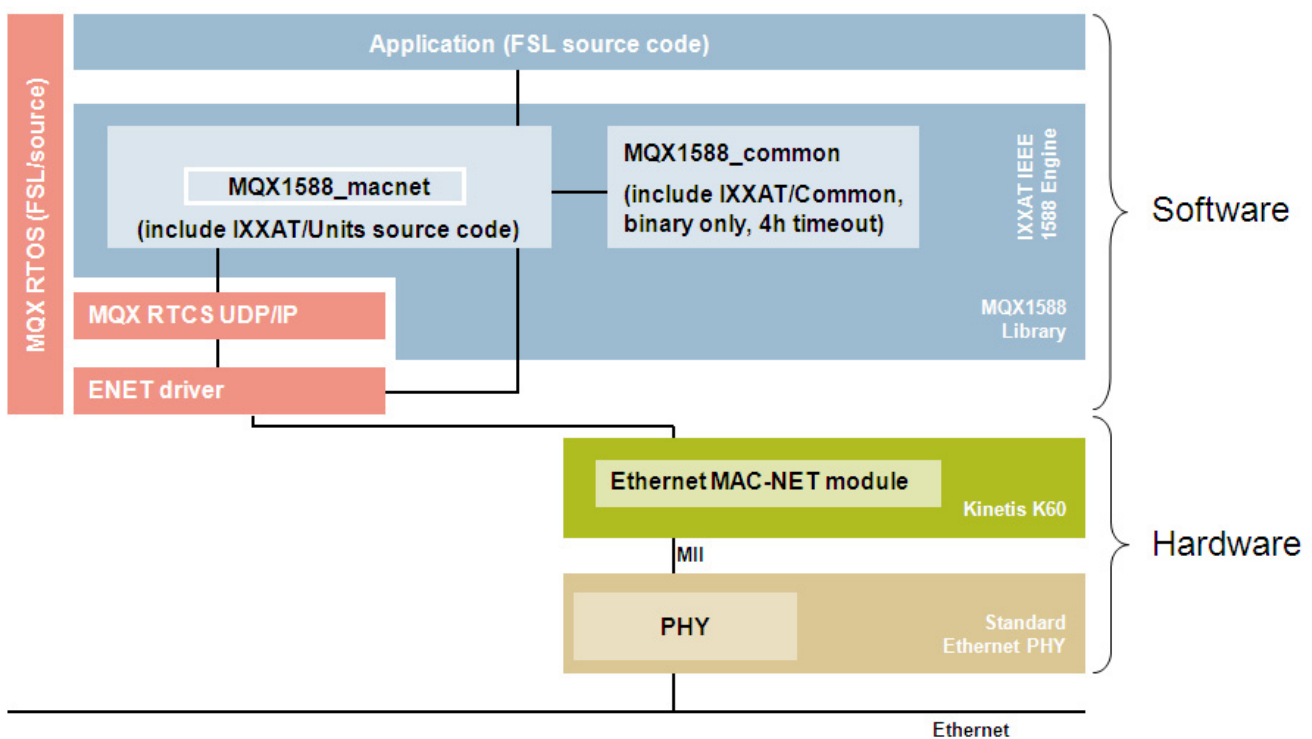 MQX RTOS (FSL/source)
Application (FSL source code)
MQX1588_macnet
(include IXXAT/Units source code)
MQX1588_common
(include IXXAT/Common,
binary only, 4h timeout)
IXXAT IEEE
1588 Engine
MQX1588
Library
MQX RTCS UDP/IP
ENET driver
Software
Ethernet MAC-NET module
Kinetis K60
MII
PHY
Standard
Ethernet PHY
Hardware
Ethernet